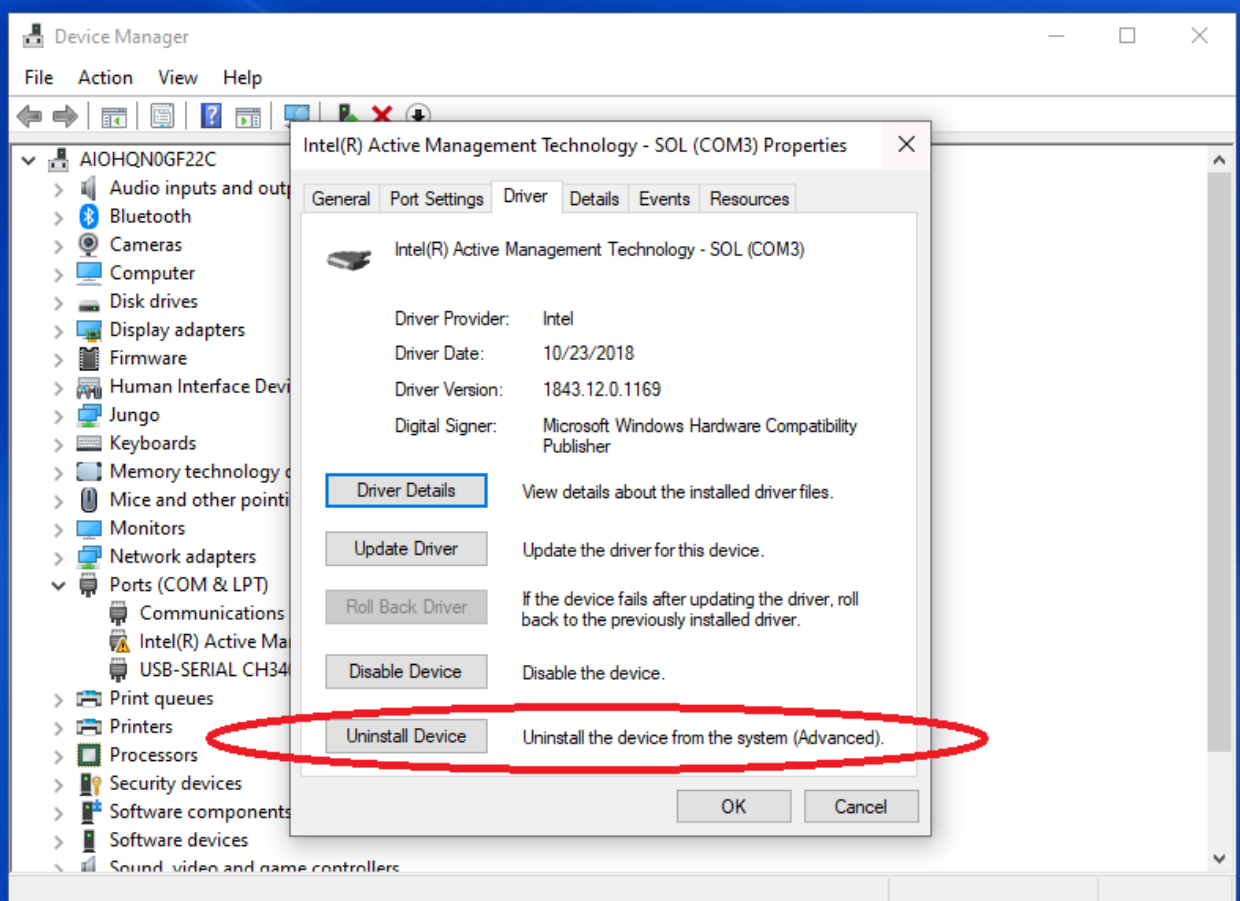 Device Manager
File Action View Help
AIOHQN0GF22C
Audio inputs and outp
Bluetooth
Cameras
Computer
Disk drives
Display adapters
Firmware
Human Interface Devi
Jungo
Keyboards
Memory technology
Mice and other pointi
Monitors
Network adapters
Ports (COM & LPT)
Communications
Intel(R) Active Ma
USB-SERIAL CH340
Print queues
Printers
Processors
Security devices
Software components
Software devices
Sound, video and game controllers
Intel(R) Active Management Technology - SOL (COM3) Properties
General Port Settings Driver Details Events Resources
Intel(R) Active Management Technology - SOL (COM3)
Driver Provider: Intel
Driver Date: 10/23/2018
Driver Version: 1843.12.0.1169
Digital Signer: Microsoft Windows Hardware Compatibility
Publisher
Driver Details View details about the installed driver files.
Update Driver Update the driver for this device.
Roll Back Driver If the device fails after updating the driver, roll
back to the previously installed driver.
Disable Device Disable the device.
Uninstall Device Uninstall the device from the system (Advanced).
OK Cancel